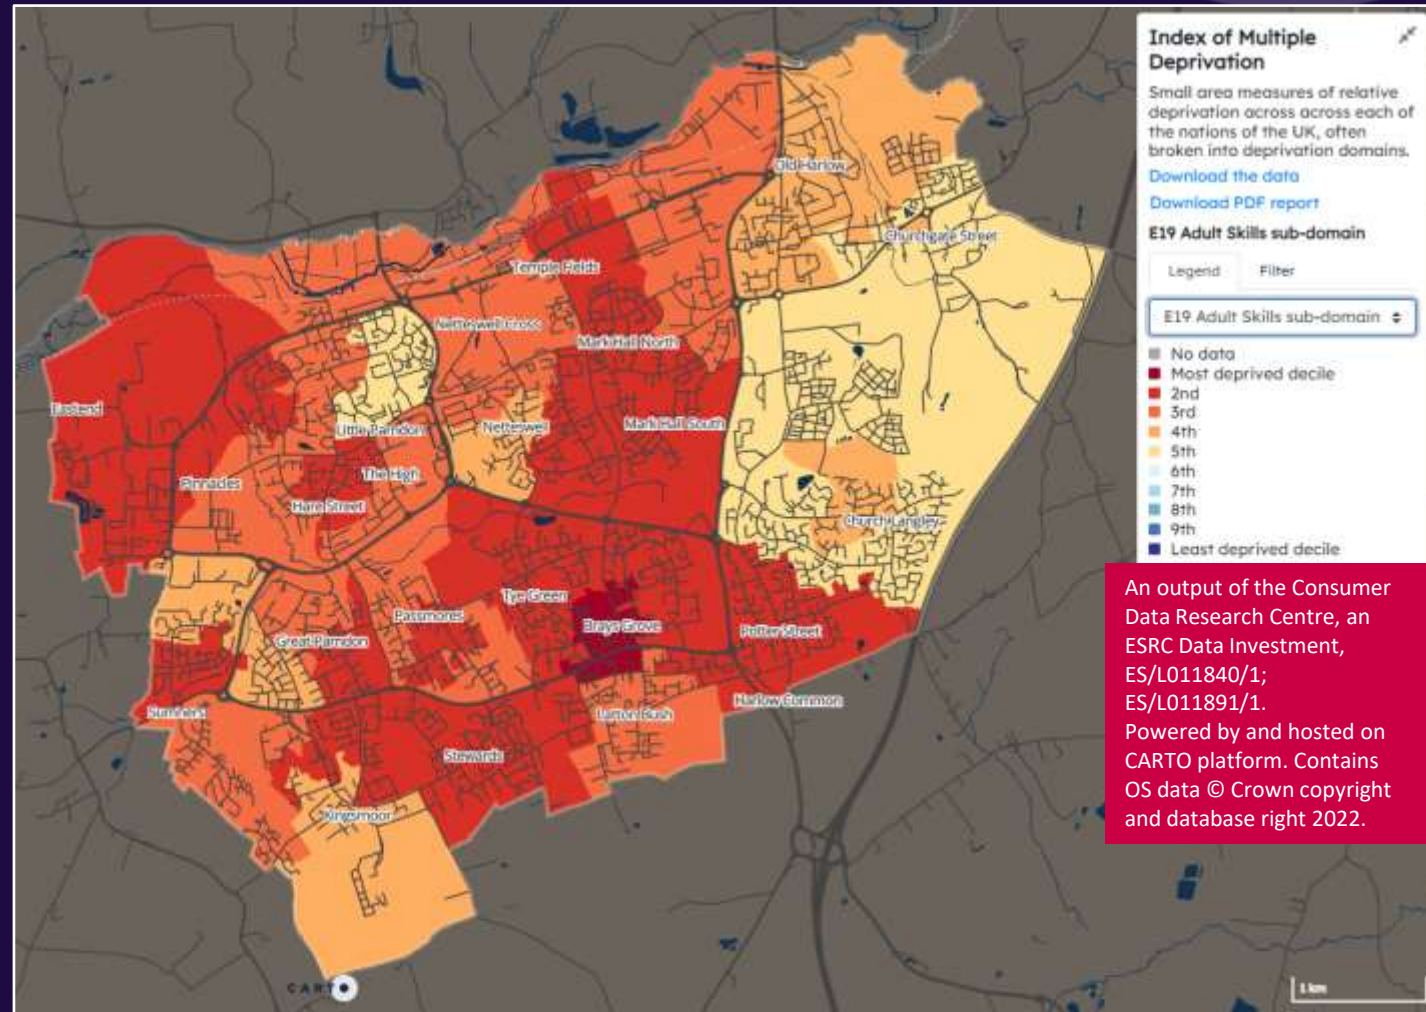 Index of Multiple
Deprivation
Small area measures of relative
deprivation across across each of
the nations of the UK, often
broken into deprivation domains.
Download the data
Download PDF report
E19 Adult Skills sub-domain
Legend
Filter
E19 Adult Skills sub-domain
No data
Most deprived decile
2nd
3rd
4th
5th
6th
7th
8th
9th
Least deprived decile
An output of the Consumer
Data Research Centre, an
ESRC Data Investment,
ES/L011840/1;
ES/L011891/1.
Powered by and hosted on
CARTO platform. Contains
OS data © Crown copyright
and database right 2022.
Old Harlow
Churchgate Street
Temple Fields
Netteswell Cross
Mark Hall North
Eastend
Little Parndon
Netteswell
Mark Hall South
The High
Pinnacles
Hare Street
Church Langley
Tye Green
Passmores
Brays Grove
Potter Street
Great Parndon
Harlow Common
Sumners
Latton Bush
Stewards
Kingsmoor
CART
1 km